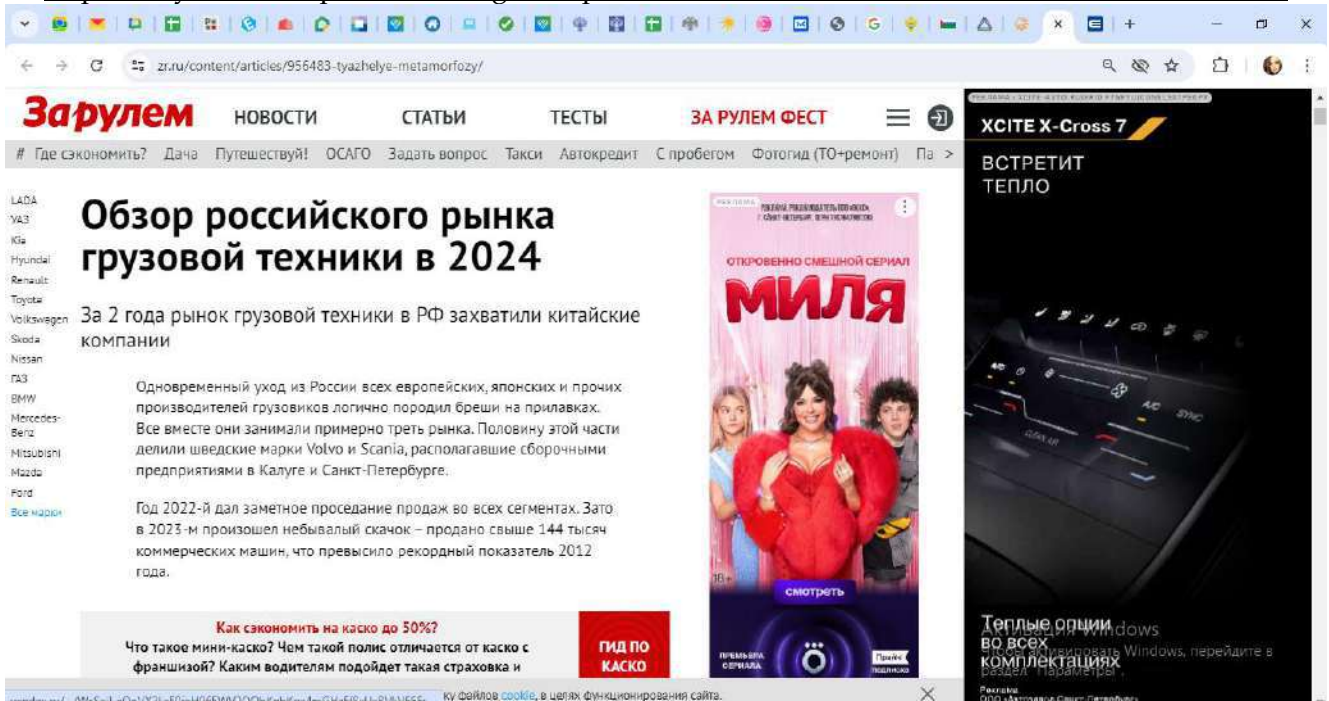 zr.ru/content/articles/956483-tyazhelye-metamorfozy/
За рулем
НОВОСТИ
СТАТЬИ
ТЕСТЫ
ЗА РУЛЕМ ФЕСТ
# Где сэкономить? Дача Путешествуй! ОСАГО Задать вопрос Такси Автокредит С пробегом Фотогид (ТО+ремонт) Па >
LADA
УАЗ
Kia
Hyundai
Renault
Toyota
Volkswagen
Skoda
Nissan
ГАЗ
BMW
Mercedes-
Benz
Mitsubishi
Mazda
Ford
Все марки
Обзор российского рынка
грузовой техники в 2024
За 2 года рынок грузовой техники в РФ захватили китайские
компании
Одновременный уход из России всех европейских, японских и прочих
производителей грузовиков логично породил бреши на прилавках.
Все вместе они занимали примерно треть рынка. Половину этой части
делили шведские марки Volvo и Scania, располагавшие сборочными
предприятиями в Калуге и Санкт-Петербурге.
Год 2022-й дал заметное проседание продаж во всех сегментах. Зато
в 2023-м произошел небывалый скачок – продано свыше 144 тысяч
коммерческих машин, что превысило рекордный показатель 2012
года.
Как сэкономить на каско до 50%?
Что такое мини-каско? Чем такой полис отличается от каско с
франшизой? Каким водителям подойдет такая страховка и
ГИД ПО
КАСКО
ку файлов cookie, в целях функционирования сайта.
РЕКЛАМА
ОТКРОВЕННО СМЕШНОЙ СЕРИАЛ
МИЛЯ
18+
СМОТРЕТЬ
ПРЕМЬЕРА
СЕРИАЛА
подписка
XCITE X-Cross 7
ВСТРЕТИТ
ТЕПЛО
A/C
A/C SYNC
CLEAN AIR
Теплые опции
во всех
комплектациях
Активация Windows
Чтобы активировать Windows, перейдите в
раздел "Параметры".
Реклама